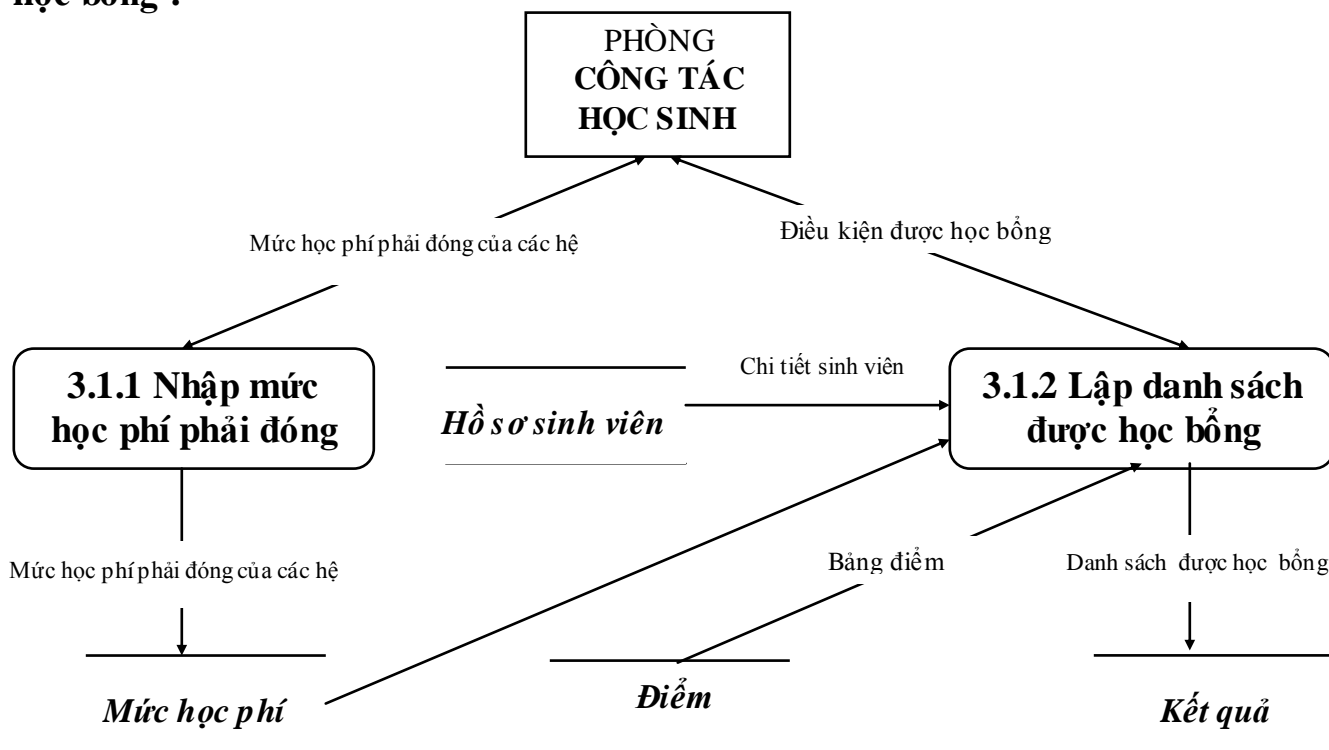 học bổng .
PHÒNG
CÔNG TÁC
HỌC SINH
Mức học phí phải đóng của các hệ
Điều kiện được học bổng
3.1.1 Nhập mức
học phí phải đóng
Hồ sơ sinh viên
Chi tiết sinh viên
3.1.2 Lập danh sách
được học bổng
Mức học phí phải đóng của các hệ
Bảng điểm
Danh sách được học bổng
Mức học phí
Điểm
Kết quả